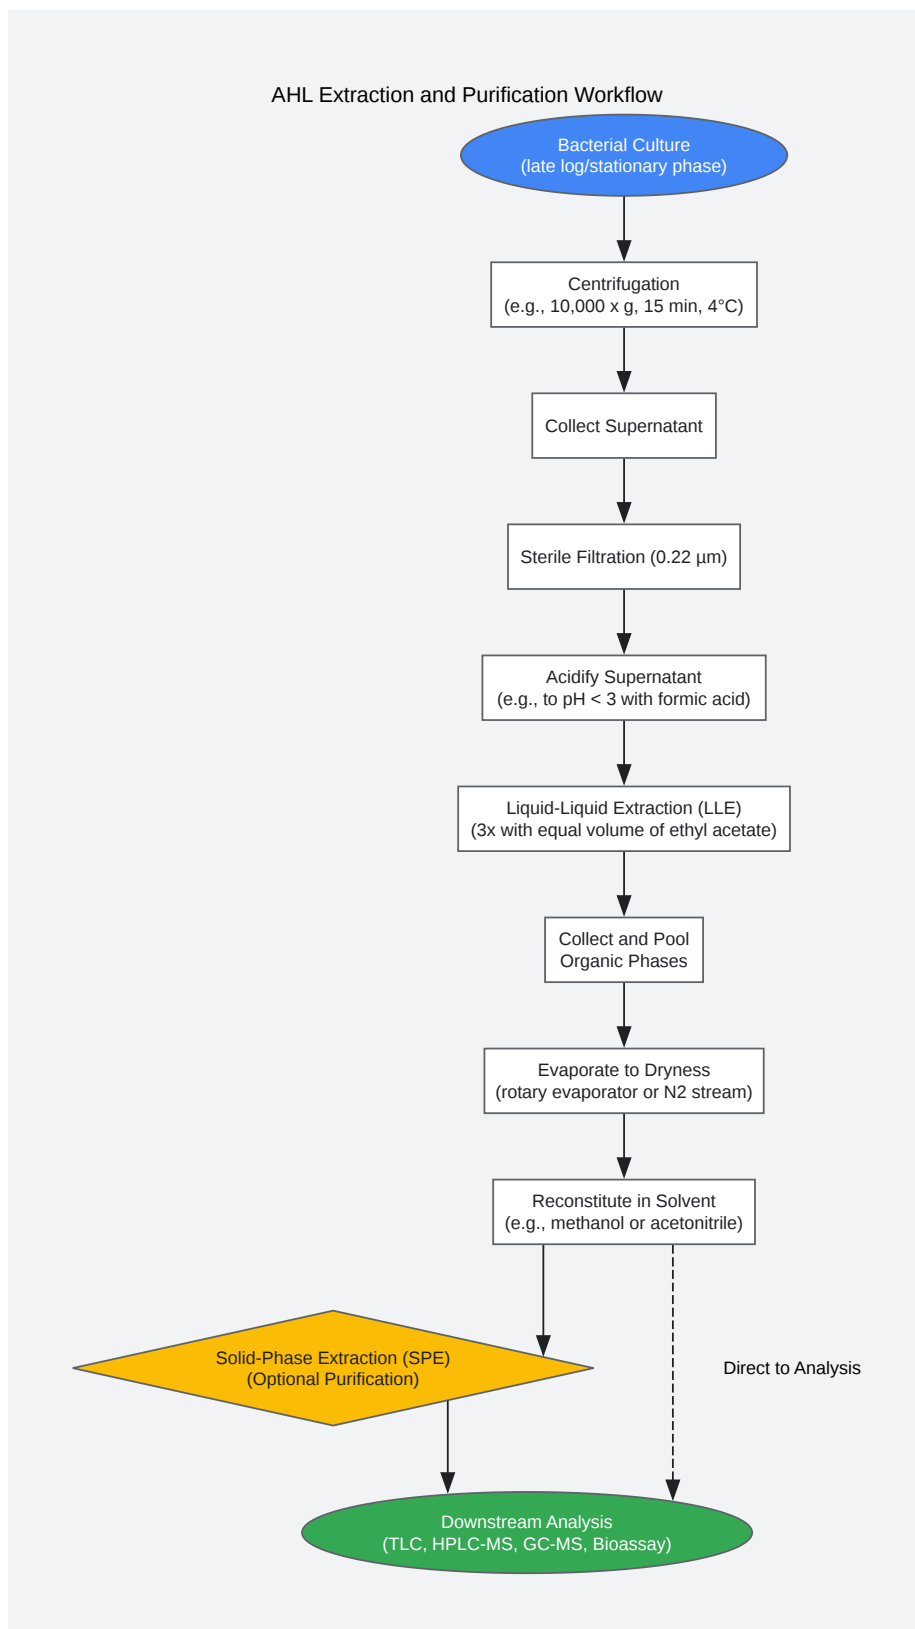 AHL Extraction and Purification Workflow
Bacterial Culture
(late log/stationary phase)
Centrifugation
(e.g., 10,000 x g, 15 min, 4°C)
Collect Supernatant
Sterile Filtration (0.22 µm)
Acidify Supernatant
(e.g., to pH < 3 with formic acid)
Liquid-Liquid Extraction (LLE)
(3x with equal volume of ethyl acetate)
Collect and Pool
Organic Phases
Evaporate to Dryness
(rotary evaporator or N2 stream)
Reconstitute in Solvent
(e.g., methanol or acetonitrile)
Solid-Phase Extraction (SPE)
(Optional Purification)
Direct to Analysis
Downstream Analysis
(TLC, HPLC-MS, GC-MS, Bioassay)